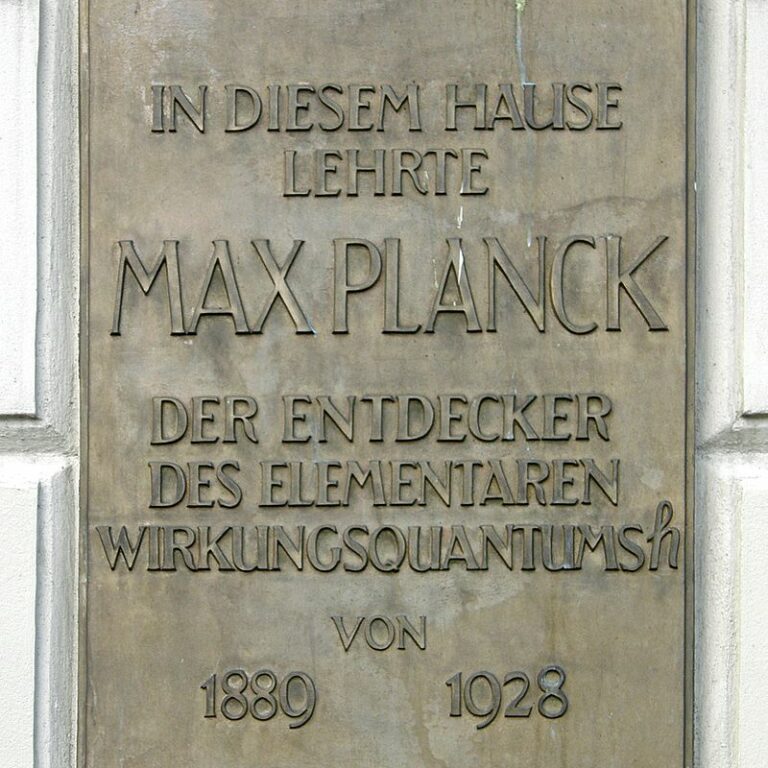 IN DIESEM HAUSE
LEHRTE
MAX PLANCK
DER ENTDECKER
DES ELEMENTAREN
WIRKUNGSQUANTUMS h
VON
1889 1928